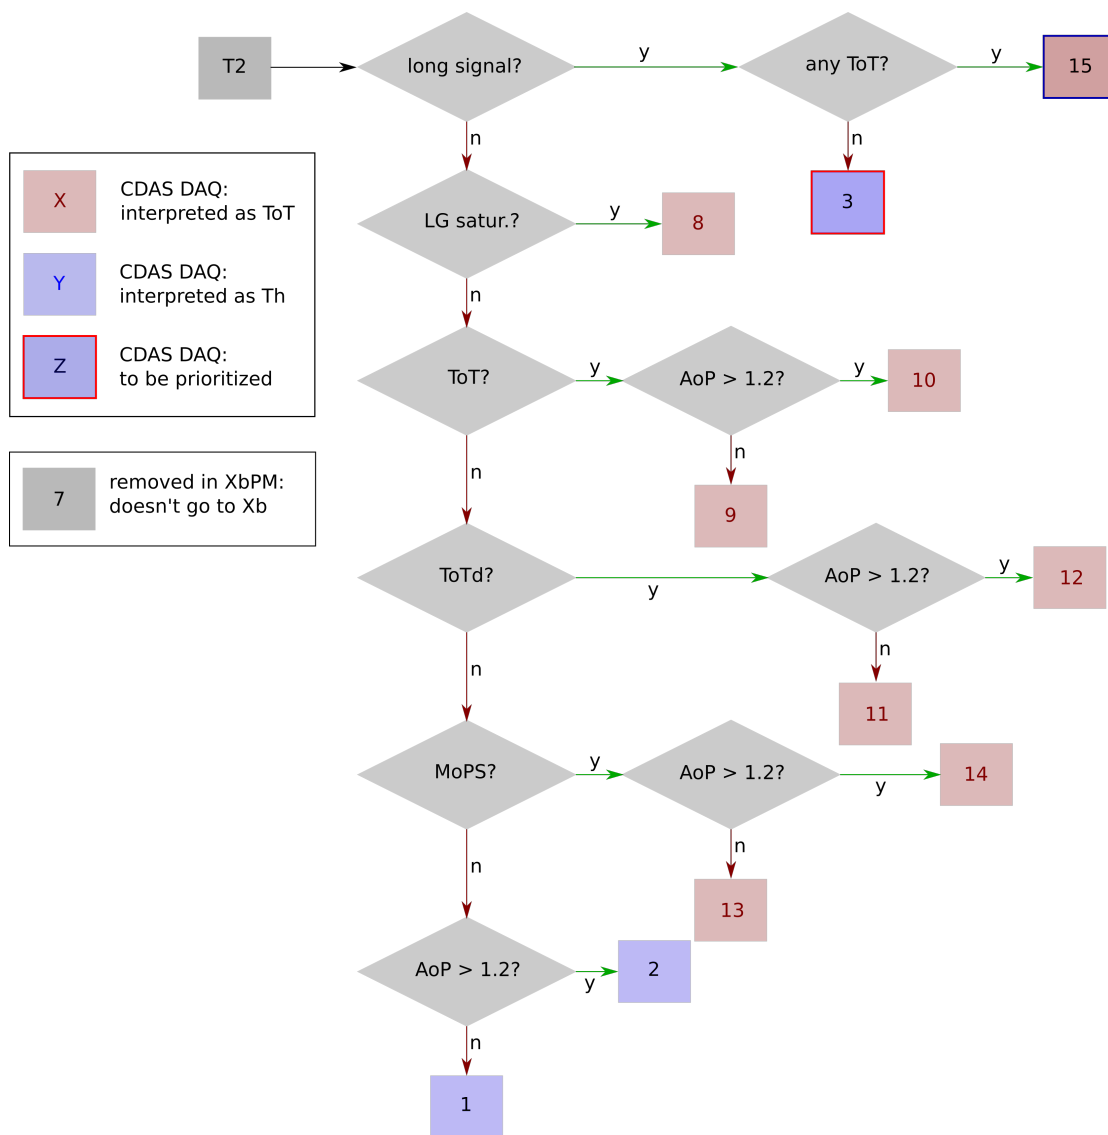 T2
long signal?
y
any ToT?
y
15
n
n
3
X
CDAS DAQ:
interpreted as ToT
LG satur.?
y
8
Y
CDAS DAQ:
interpreted as Th
n
Z
CDAS DAQ:
to be prioritized
ToT?
y
AoP > 1.2?
y
10
n
n
9
7
removed in XbPM:
doesn't go to Xb
ToTd?
y
AoP > 1.2?
y
12
n
n
11
MoPS?
y
AoP > 1.2?
y
14
n
n
13
AoP > 1.2?
y
2
n
1